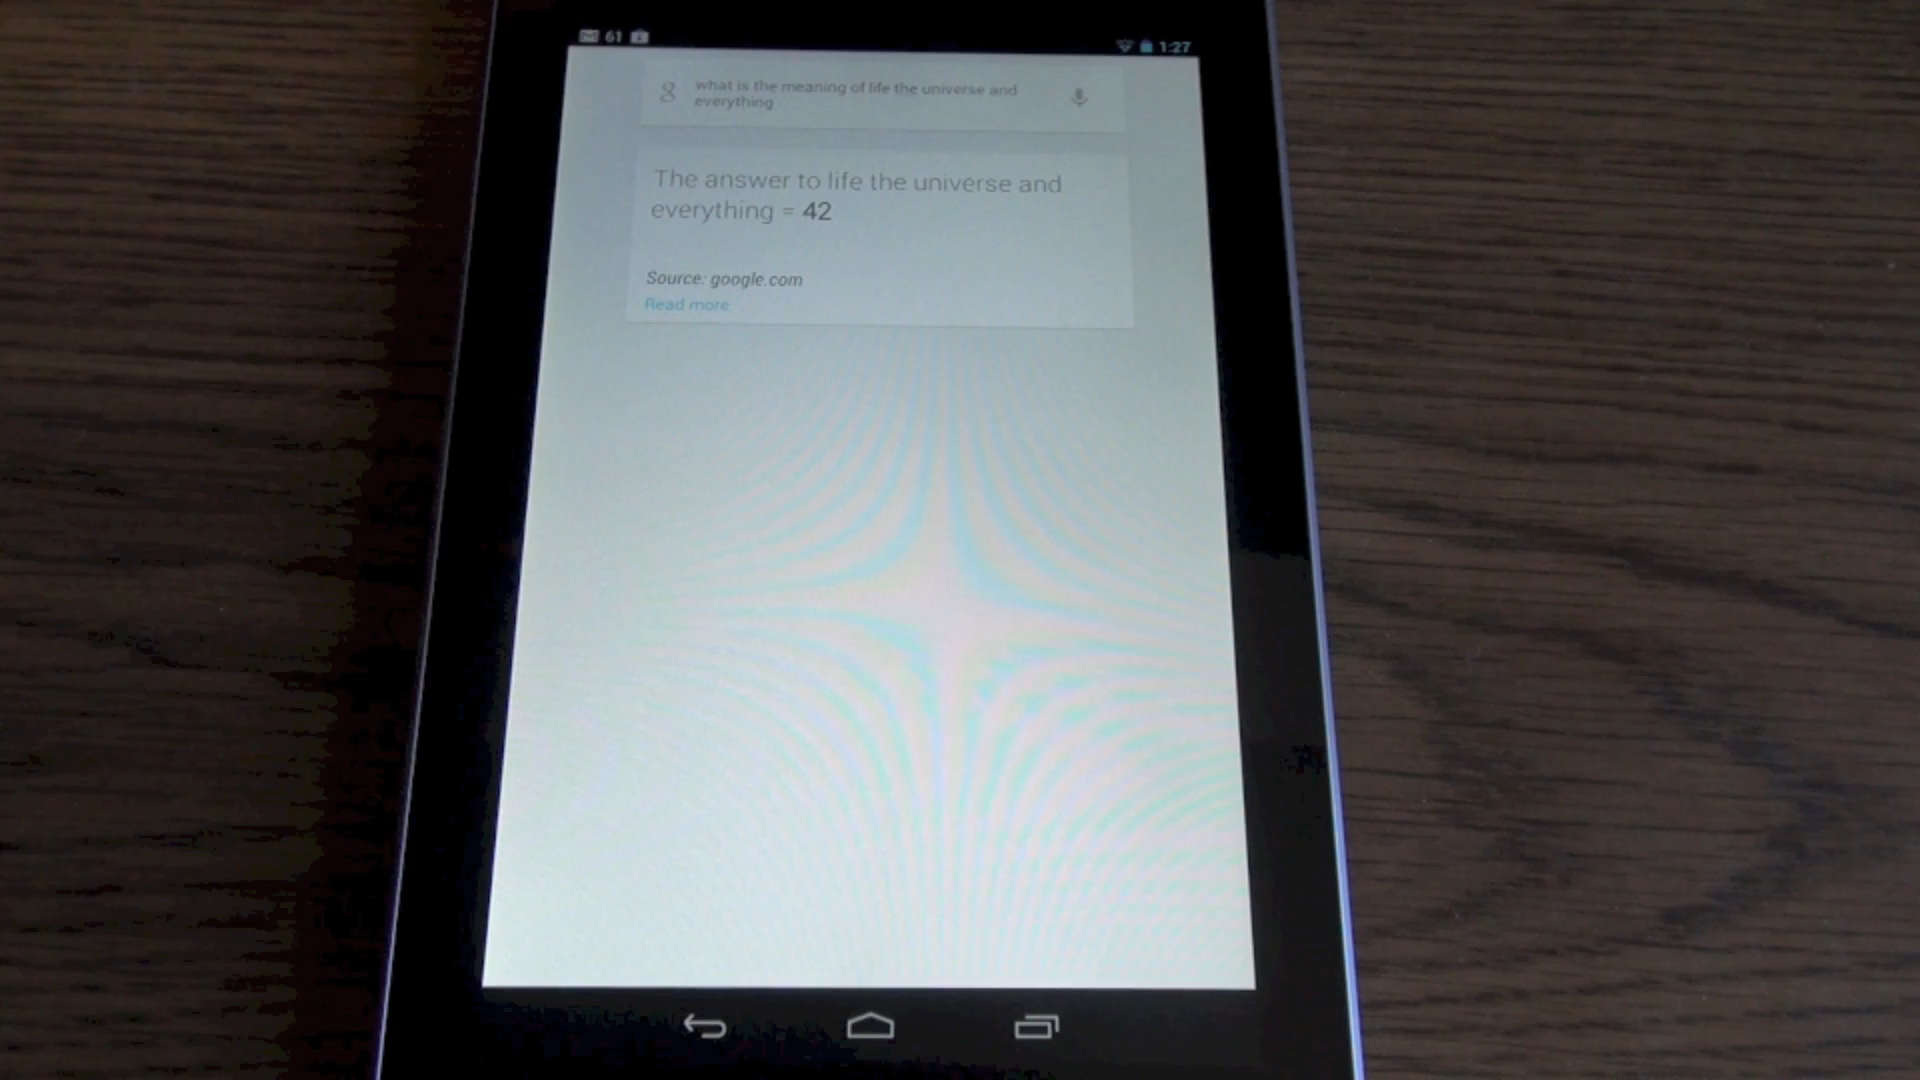 61
1:27
g what is the meaning of life the universe and
everything
The answer to life the universe and
everything = 42
Source: google.com
Read more